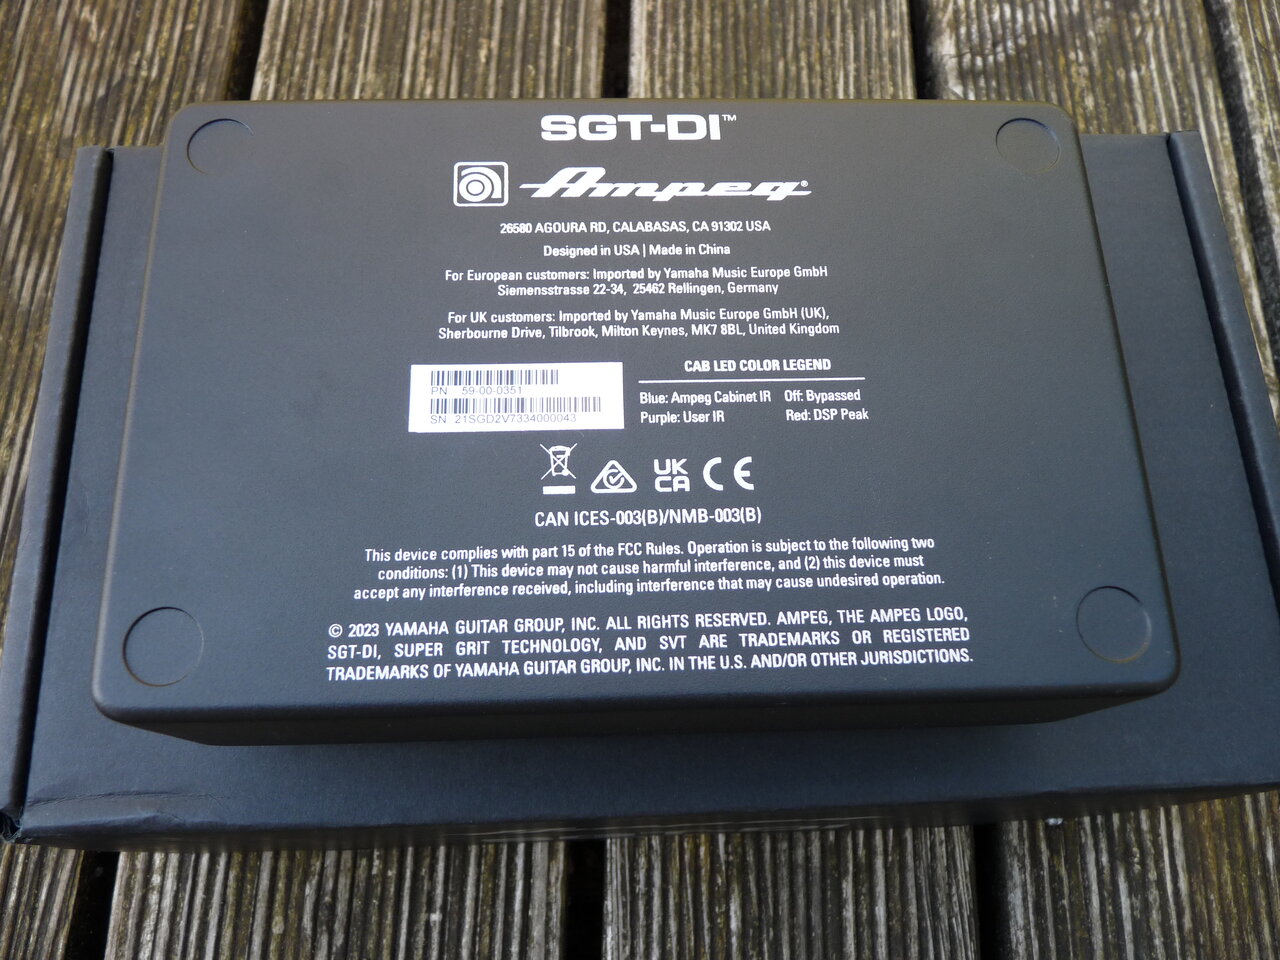 SGT-DI™
Ampeg®
26580 AGOURA RD, CALABASAS, CA 91302 USA
Designed in USA | Made in China
For European customers: Imported by Yamaha Music Europe GmbH
Siemensstrasse 22-34, 25462 Rellingen, Germany
For UK customers: Imported by Yamaha Music Europe GmbH (UK),
Sherbourne Drive, Tilbrook, Milton Keynes, MK7 8BL, United Kingdom
PN 59-00-0351
SN 21SGD2V7334000043
CAB LED COLOR LEGEND
Blue: Ampeg Cabinet IR Off: Bypassed
Purple: User IR Red: DSP Peak
UK
CA CE
CAN ICES-003(B)/NMB-003(B)
This device complies with part 15 of the FCC Rules. Operation is subject to the following two
conditions: (1) This device may not cause harmful interference, and (2) this device must
accept any interference received, including interference that may cause undesired operation.
© 2023 YAMAHA GUITAR GROUP, INC. ALL RIGHTS RESERVED. AMPEG, THE AMPEG LOGO,
SGT-DI, SUPER GRIT TECHNOLOGY, AND SVT ARE TRADEMARKS OR REGISTERED
TRADEMARKS OF YAMAHA GUITAR GROUP, INC. IN THE U.S. AND/OR OTHER JURISDICTIONS.